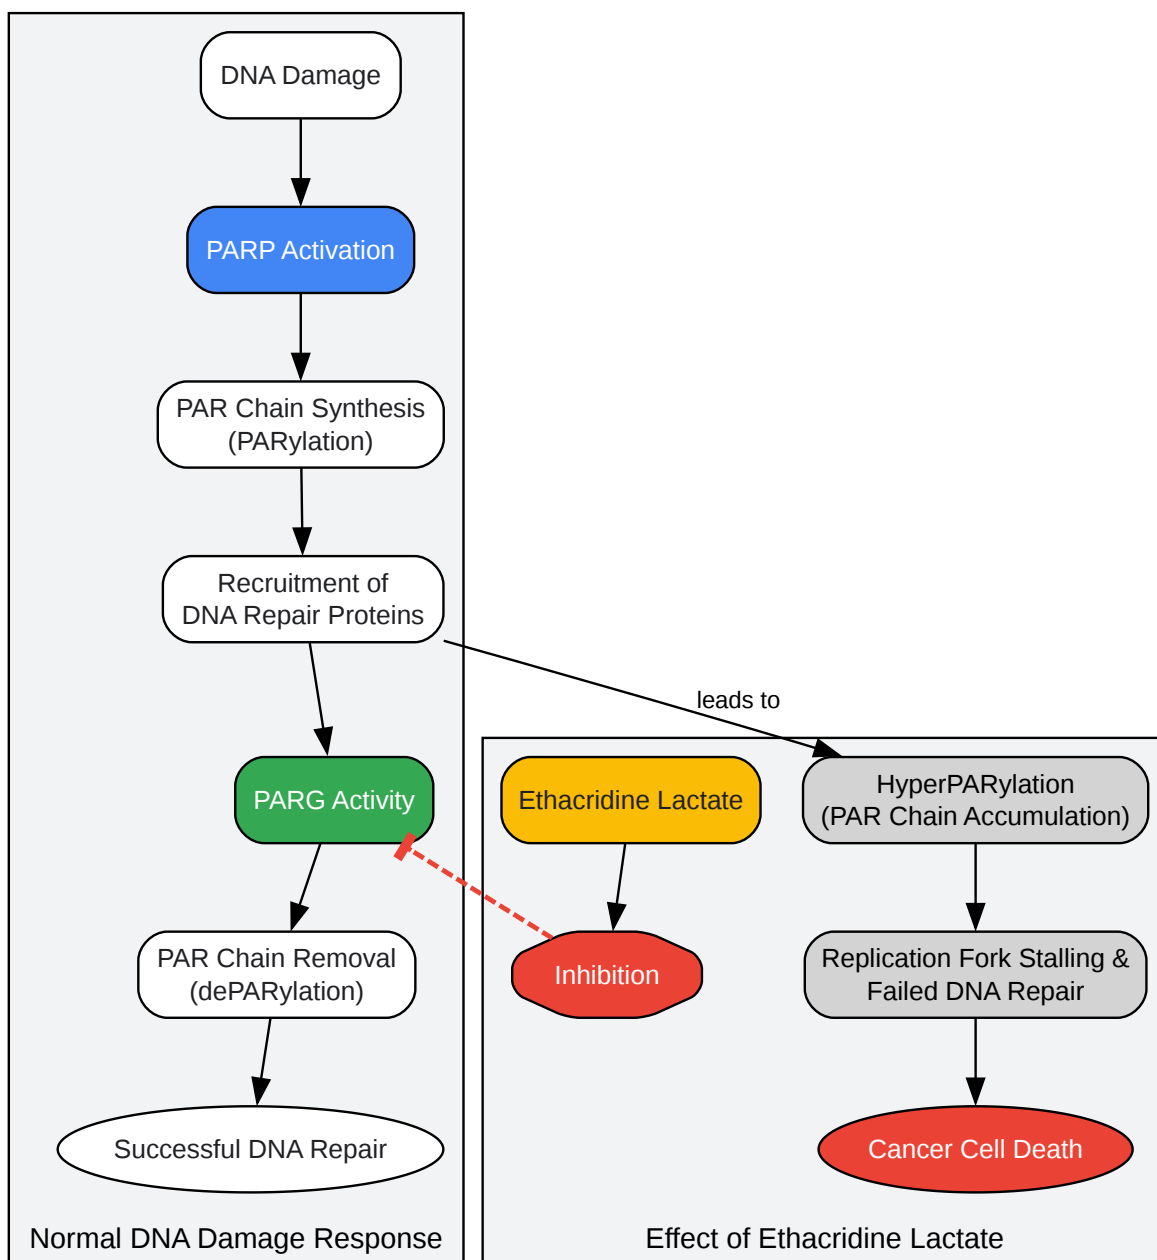 DNA Damage
PARP Activation
PAR Chain Synthesis
(PARylation)
Recruitment of
DNA Repair Proteins
leads to
PARG Activity
Ethacridine Lactate
HyperPARylation
(PAR Chain Accumulation)
PAR Chain Removal
(dePARylation)
Inhibition
Replication Fork Stalling &
Failed DNA Repair
Successful DNA Repair
Cancer Cell Death
Normal DNA Damage Response
Effect of Ethacridine Lactate